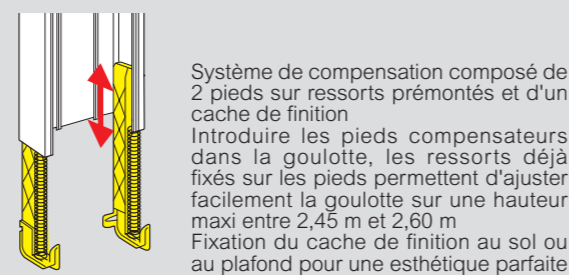 Système de compensation composé de
2 pieds sur ressorts prémontés et d'un
cache de finition
Introduire les pieds compensateurs
dans la goulotte, les ressorts déjà
fixés sur les pieds permettent d'ajuster
facilement la goulotte sur une hauteur
maxi entre 2,45 m et 2,60 m
Fixation du cache de finition au sol ou
au plafond pour une esthétique parfaite